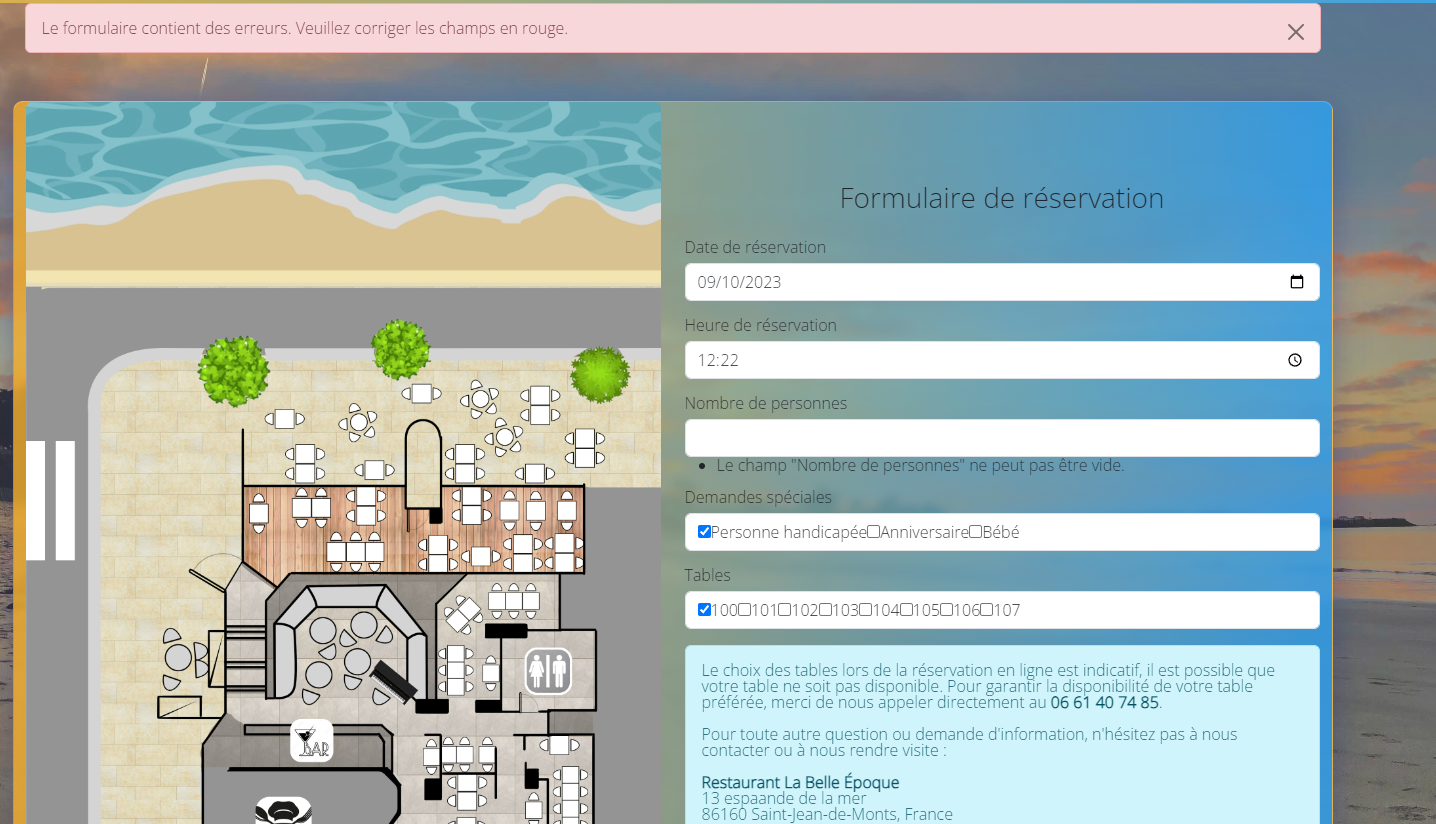 Le formulaire contient des erreurs. Veuillez corriger les champs en rouge.
Formulaire de réservation
Date de réservation
09/10/2023
Heure de réservation
12:22
Nombre de personnes
Le champ "Nombre de personnes" ne peut pas être vide.
Demandes spéciales
Personne handicapée Anniversaire Bébé
Tables
100 101 102 103 104 105 106 107
Le choix des tables lors de la réservation en ligne est indicatif, il est possible que
votre table ne soit pas disponible. Pour garantir la disponibilité de votre table
préférée, merci de nous appeler directement au 06 61 40 74 85.
Pour toute autre question ou demande d'information, n'hésitez pas à nous
contacter ou à nous rendre visite :
Restaurant La Belle Époque
13 espaande de la mer
86160 Saint-Jean-de-Monts, France
BAR